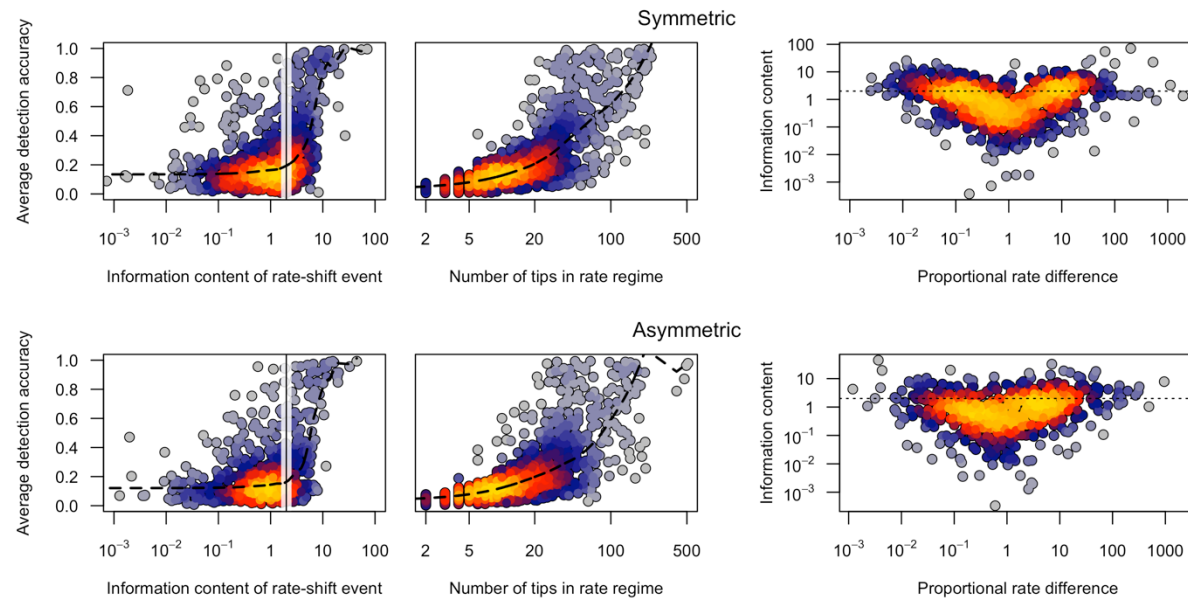 Symmetric
Average detection accuracy
1.0
0.8
0.6
0.4
0.2
0.0
10⁻³ 10⁻² 10⁻¹ 1 10 100
Information content of rate-shift event
2 5 20 100 500
Number of tips in rate regime
Information content
100
10
1
10⁻¹
10⁻²
10⁻³
10⁻³ 10⁻² 10⁻¹ 1 10 100 1000
Proportional rate difference
Asymmetric
Average detection accuracy
1.0
0.8
0.6
0.4
0.2
0.0
10⁻³ 10⁻² 10⁻¹ 1 10 100
Information content of rate-shift event
2 5 20 100 500
Number of tips in rate regime
Information content
10
1
10⁻¹
10⁻²
10⁻³
10⁻³ 10⁻² 10⁻¹ 1 10 100 1000
Proportional rate difference